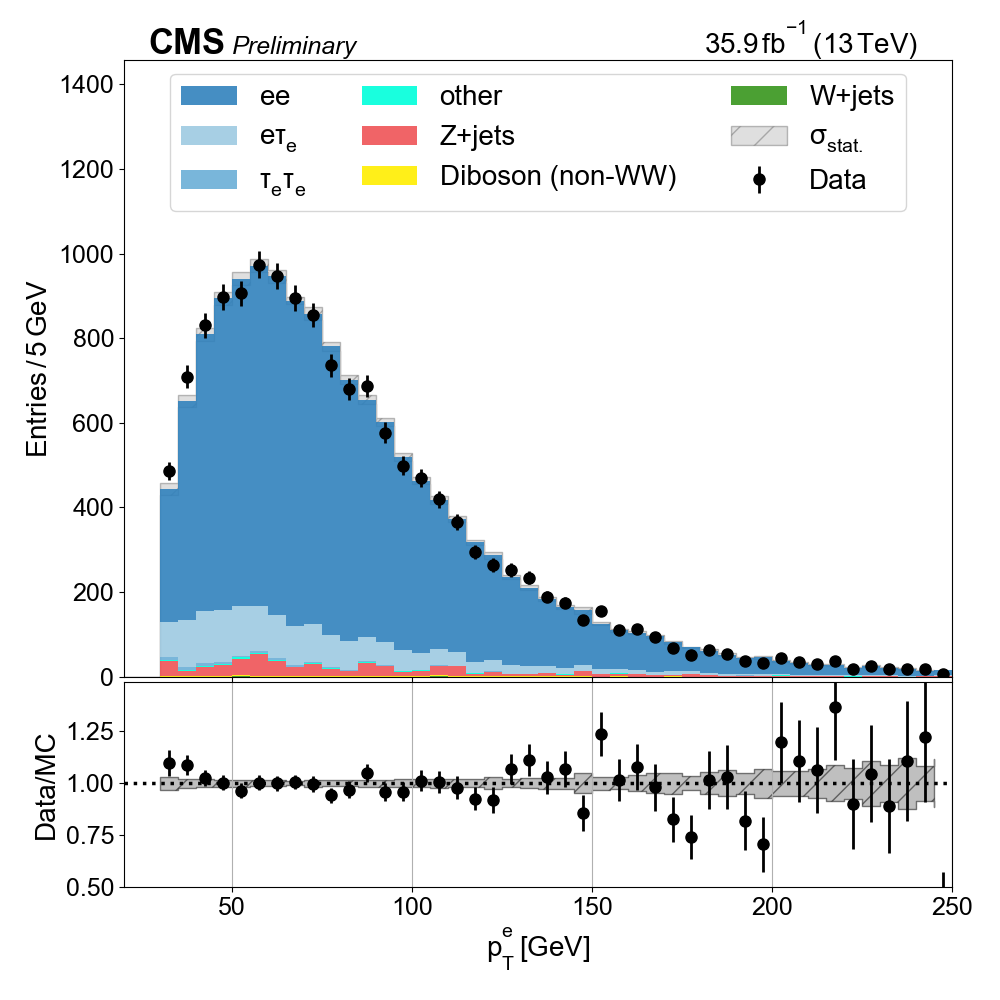 CMS Preliminary 35.9 fb⁻¹ (13 TeV)
ee other W+jets
eτₑ Z+jets σstat.
τₑτₑ Diboson (non-WW) Data
Entries / 5 GeV
1400
1200
1000
800
600
400
200
0
Data/MC
1.25
1.00
0.75
0.50
50 100 150 200 250
pTᵉ [GeV]